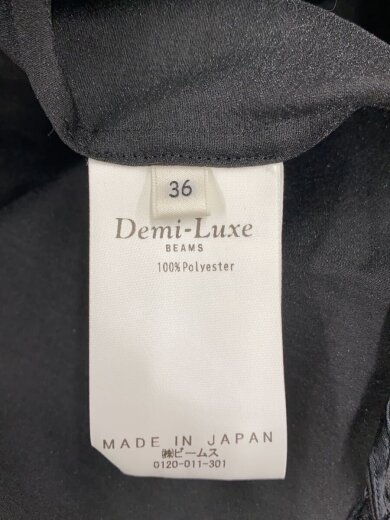 36
Demi-Luxe
BEAMS
100%Polyester
MADE IN JAPAN
㈱ビームス
0120-011-301